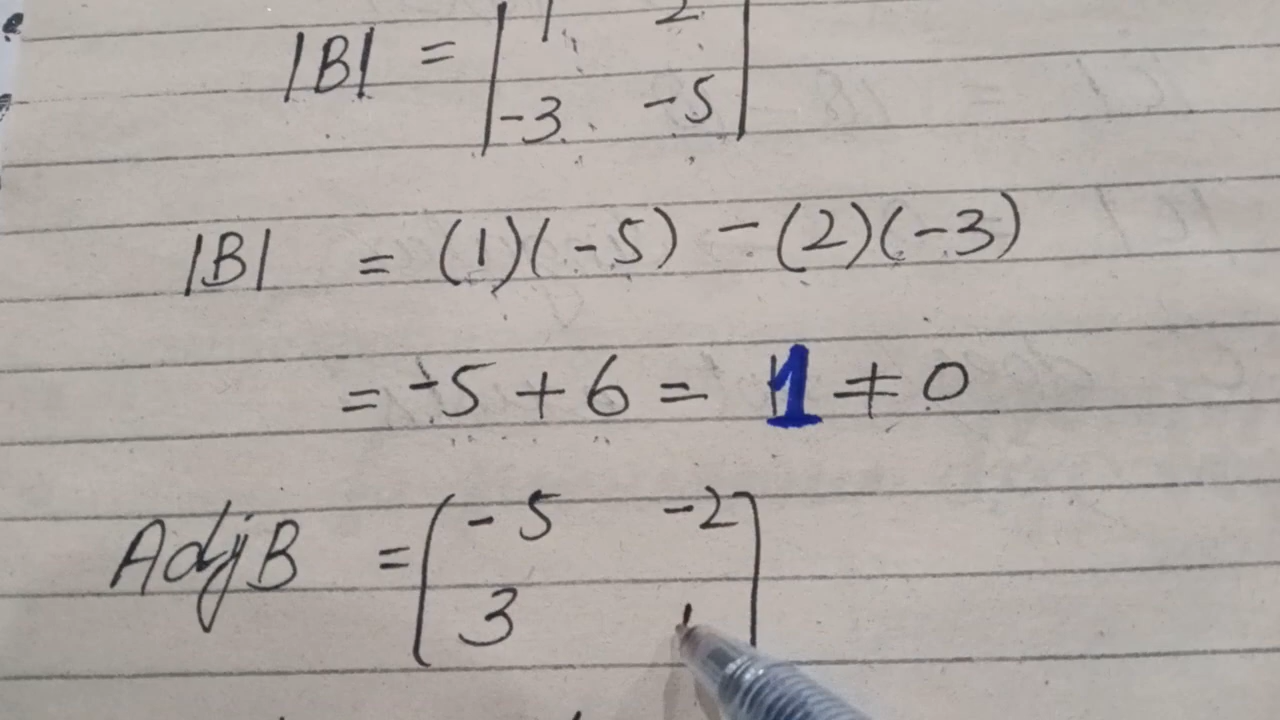 |B| = | 1 2 |
| -3 -5 |
|B| = (1)(-5) - (2)(-3)
= -5 + 6 = 1 ≠ 0
AdjB = [ -5 -2 ]
[ 3 1 ]